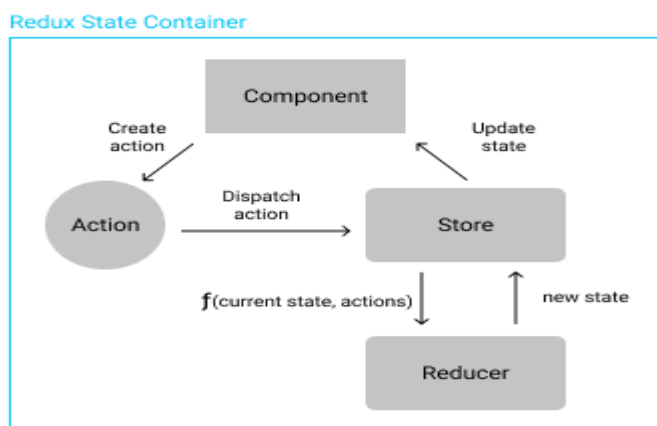 Redux State Container
Component
Create
action
Update
state
Action
Dispatch
action
Store
ƒ(current state, actions)
new state
Reducer